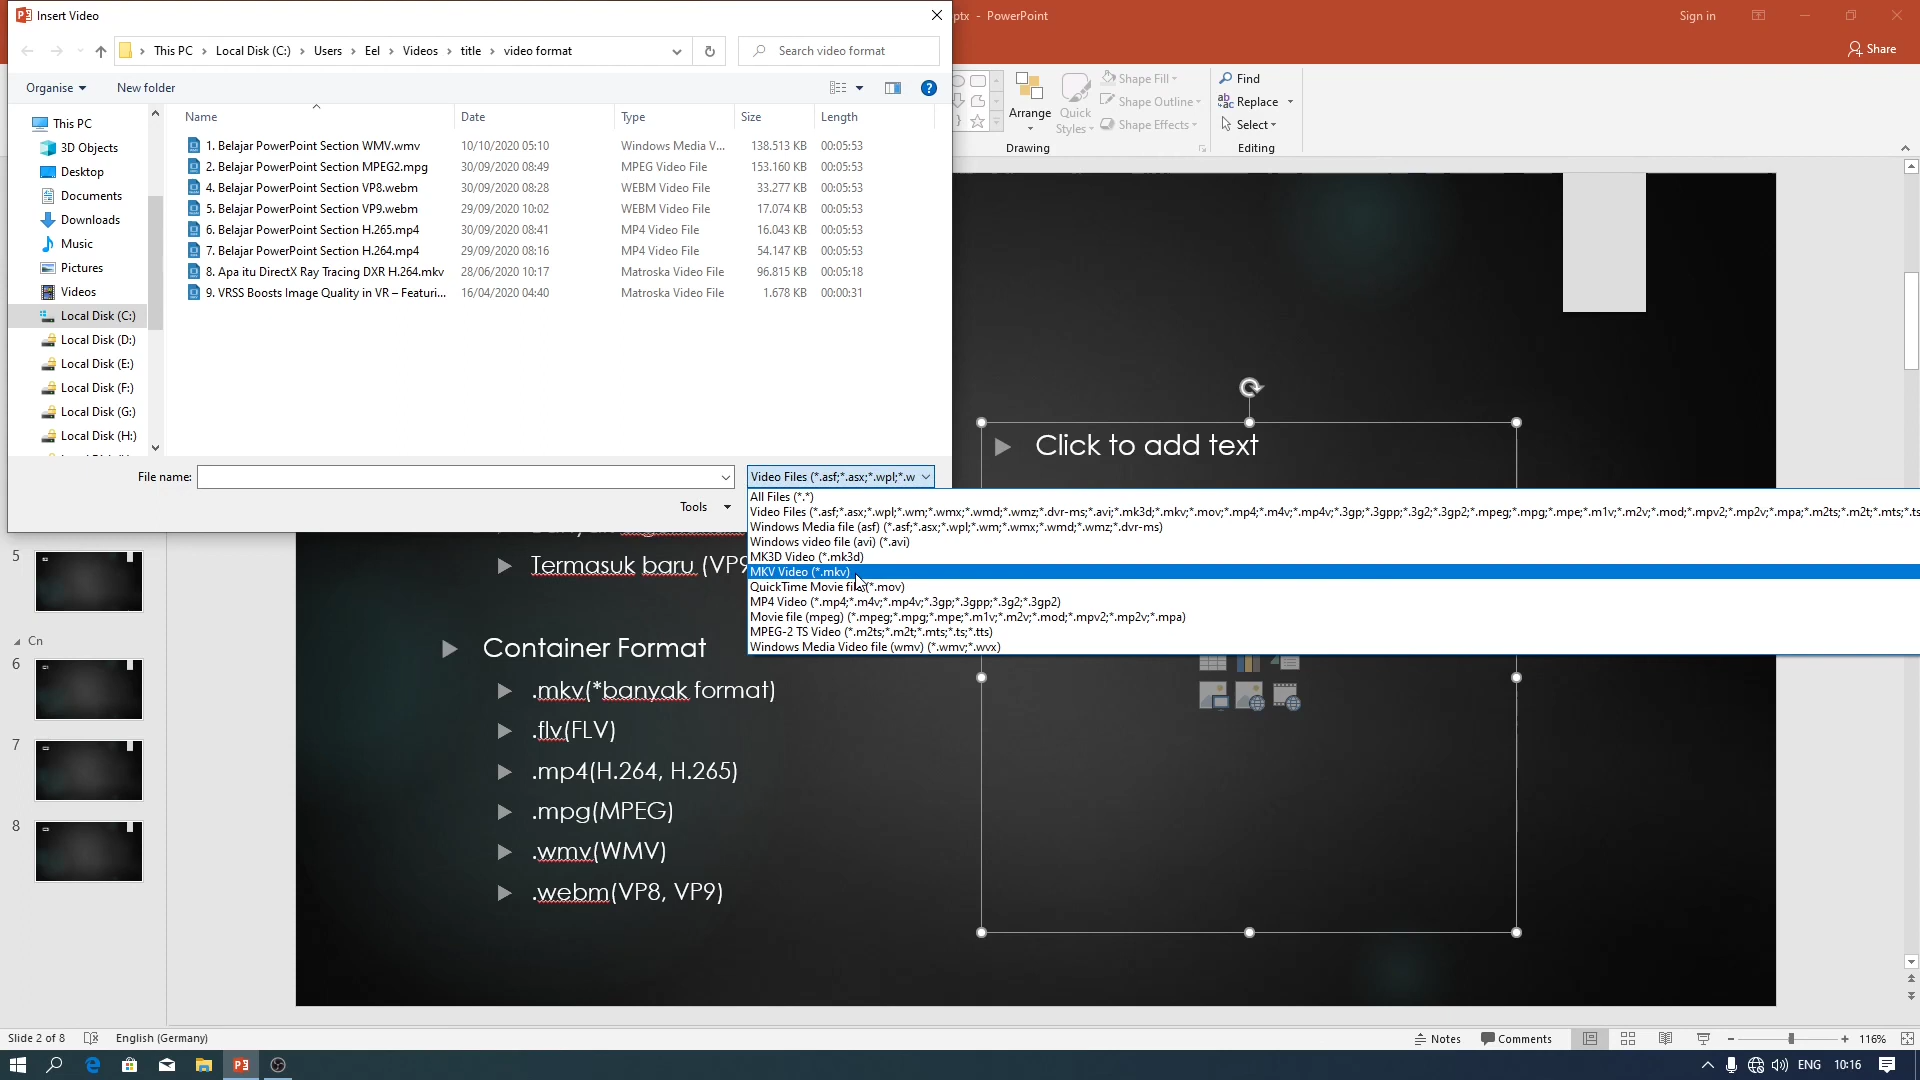 Insert Video
ptx - PowerPoint
Sign in
Share
This PC
Local Disk (C:)
Users
Eel
Videos
title
video format
Search video format
Organise
New folder
Shape Fill
Shape Outline
Shape Effects
Arrange
Quick
Styles
Drawing
Find
Replace
Select
Editing
This PC
3D Objects
Desktop
Documents
Downloads
Music
Pictures
Videos
Local Disk (C:)
Local Disk (D:)
Local Disk (E:)
Local Disk (F:)
Local Disk (G:)
Local Disk (H:)
Name Date Type Size Length
1. Belajar PowerPoint Section WMV.wmv 10/10/2020 05:10 Windows Media V... 138.513 KB 00:05:53
2. Belajar PowerPoint Section MPEG2.mpg 30/09/2020 08:49 MPEG Video File 153.160 KB 00:05:53
4. Belajar PowerPoint Section VP8.webm 30/09/2020 08:28 WEBM Video File 33.277 KB 00:05:53
5. Belajar PowerPoint Section VP9.webm 29/09/2020 10:02 WEBM Video File 17.074 KB 00:05:53
6. Belajar PowerPoint Section H.265.mp4 30/09/2020 08:41 MP4 Video File 16.043 KB 00:05:53
7. Belajar PowerPoint Section H.264.mp4 29/09/2020 08:16 MP4 Video File 54.147 KB 00:05:53
8. Apa itu DirectX Ray Tracing DXR H.264.mkv 28/06/2020 10:17 Matroska Video File 96.815 KB 00:05:18
9. VRSS Boosts Image Quality in VR – Featuri... 16/04/2020 04:40 Matroska Video File 1.678 KB 00:00:31
File name:
Video Files (*.asf;*.asx;*.wpl;*.w
Tools
All Files (*.*)
Video Files (*.asf;*.asx;*.wpl;*.wm;*.wmx;*.wmd;*.wmz;*.dvr-ms;*.avi;*.mk3d;*.mkv;*.mov;*.mp4;*.m4v;*.mp4v;*.3gp;*.3gpp;*.3g2;*.3gp2;*.mpeg;*.mpg;*.mpe;*.m1v;*.m2v;*.mod;*.mpv2;*.mp2v;*.mpa;*.m2ts;*.m2t;*.mts;*.ts
Windows Media file (asf) (*.asf;*.asx;*.wpl;*.wm;*.wmx;*.wmd;*.wmz;*.dvr-ms)
Windows video file (avi) (*.avi)
MK3D Video (*.mk3d)
MKV Video (*.mkv)
QuickTime Movie file (*.mov)
MP4 Video (*.mp4;*.m4v;*.mp4v;*.3gp;*.3gpp;*.3g2;*.3gp2)
Movie file (mpeg) (*.mpeg;*.mpg;*.mpe;*.m1v;*.m2v;*.mod;*.mpv2;*.mp2v;*.mpa)
MPEG-2 TS Video (*.m2ts;*.m2t;*.mts;*.ts;*.tts)
Windows Media Video file (wmv) (*.wmv;*.wvx)
Click to add text
Termasuk baru (VP9
Container Format
.mkv(*banyak format)
.flv(FLV)
.mp4(H.264, H.265)
.mpg(MPEG)
.wmv(WMV)
.webm(VP8, VP9)
5
Cn
6
7
8
Slide 2 of 8
English (Germany)
Notes
Comments
116%
ENG
10:16